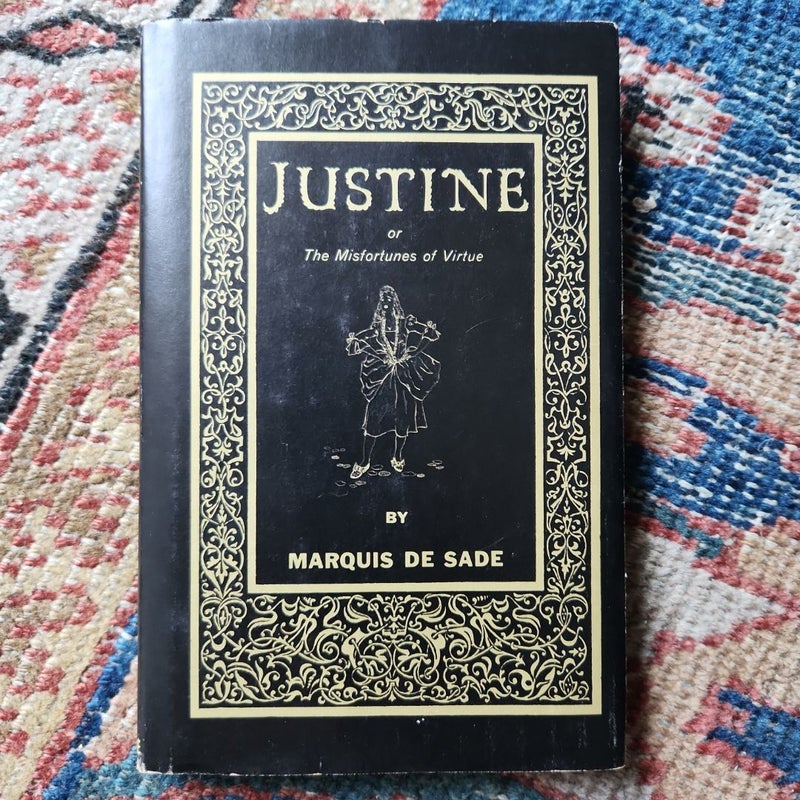 JUSTINE
or
The Misfortunes of Virtue
BY
MARQUIS DE SADE